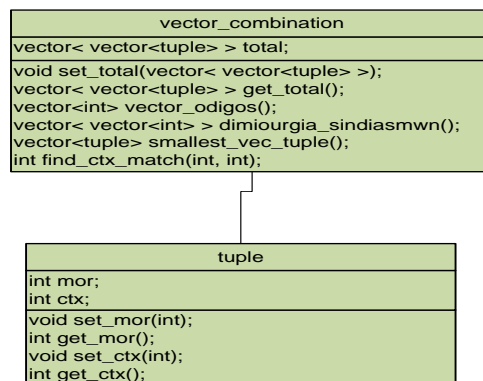 vector_combination
vector< vector<tuple> > total;
void set_total(vector< vector<tuple> >);
vector< vector<tuple> > get_total();
vector<int> vector_odigos();
vector< vector<int> > dimiourgia_sindiasmwn();
vector<tuple> smallest_vec_tuple();
int find_ctx_match(int, int);
tuple
int mor;
int ctx;
void set_mor(int);
int get_mor();
void set_ctx(int);
int get_ctx();